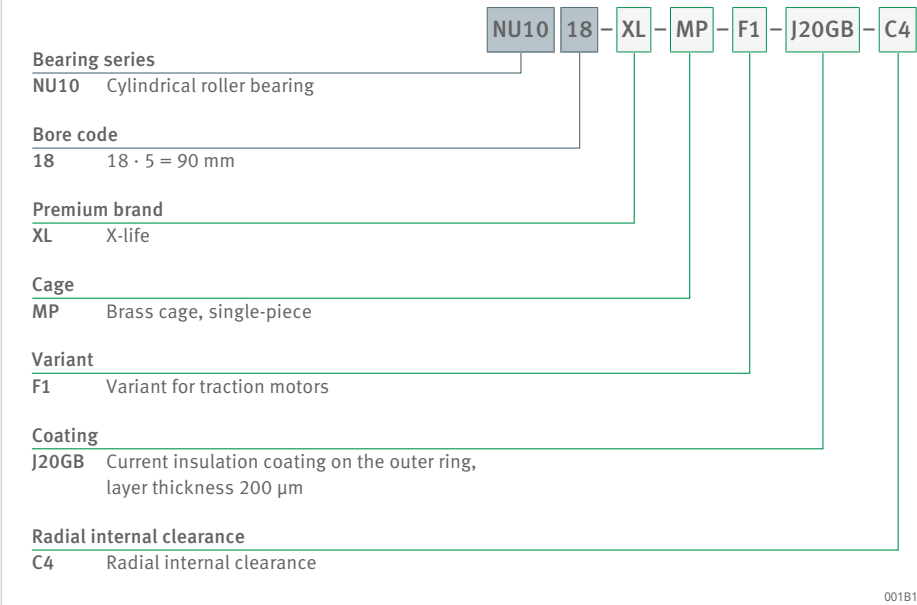 NU10 18 – XL – MP – F1 – J20GB – C4
Bearing series
NU10 Cylindrical roller bearing
Bore code
18 18 · 5 = 90 mm
Premium brand
XL X-life
Cage
MP Brass cage, single-piece
Variant
F1 Variant for traction motors
Coating
J20GB Current insulation coating on the outer ring,
layer thickness 200 µm
Radial internal clearance
C4 Radial internal clearance
001B1